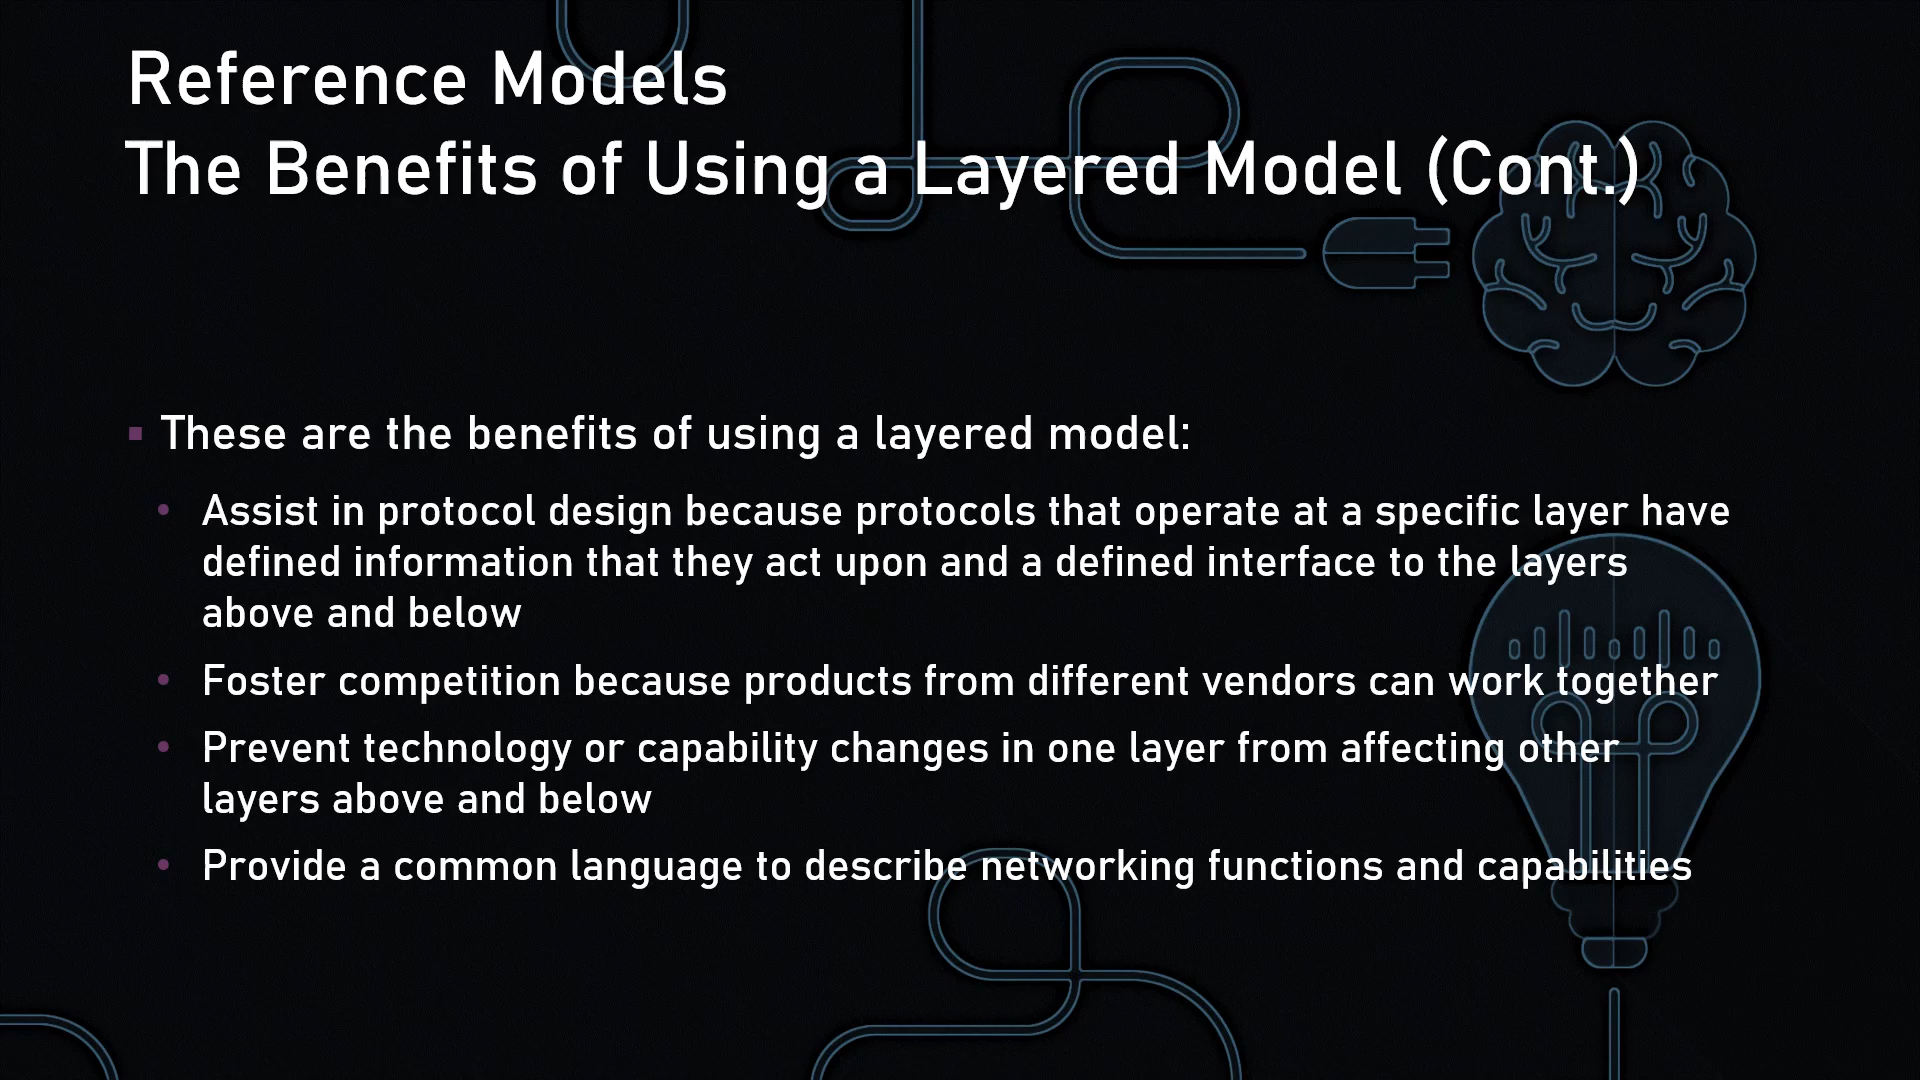 Reference Models
The Benefits of Using a Layered Model (Cont.)
▪ These are the benefits of using a layered model:
• Assist in protocol design because protocols that operate at a specific layer have
defined information that they act upon and a defined interface to the layers
above and below
• Foster competition because products from different vendors can work together
• Prevent technology or capability changes in one layer from affecting other
layers above and below
• Provide a common language to describe networking functions and capabilities